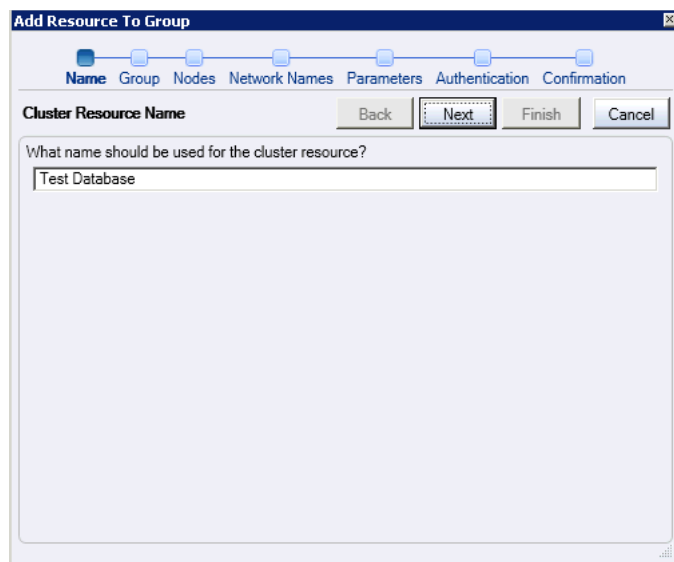 Add Resource To Group
Name Group Nodes Network Names Parameters Authentication Confirmation
Cluster Resource Name Back Next Finish Cancel
What name should be used for the cluster resource?
Test Database